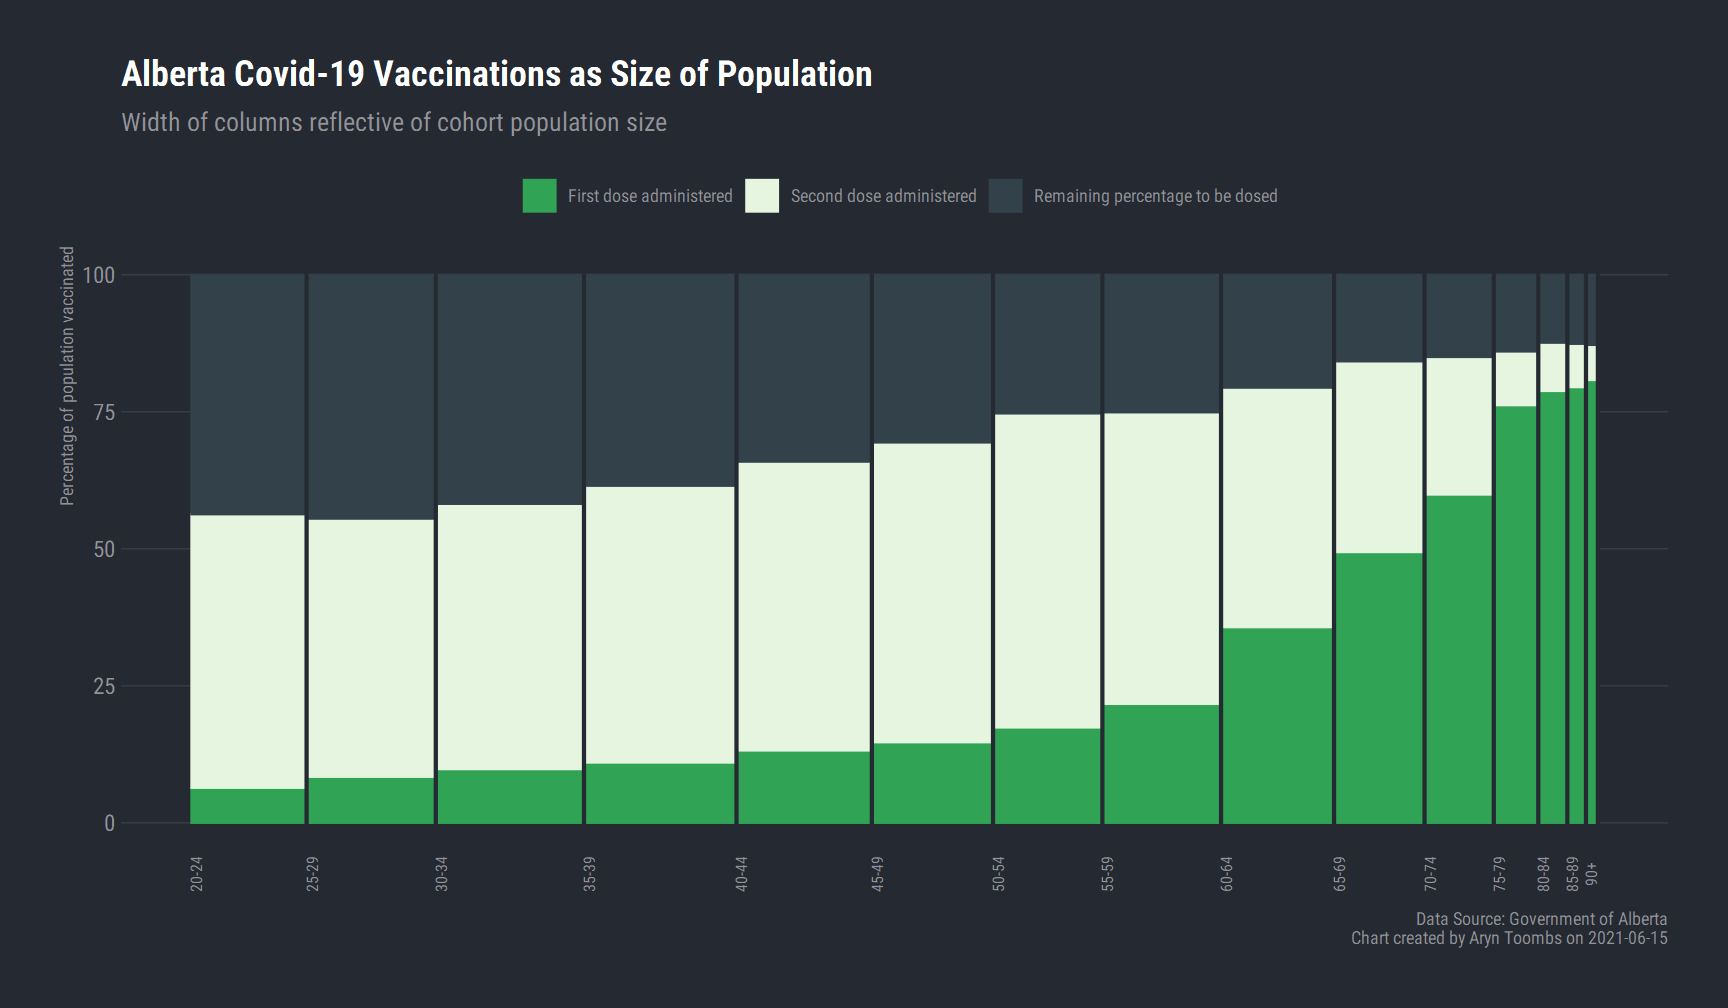 Alberta Covid-19 Vaccinations as Size of Population
Width of columns reflective of cohort population size
First dose administered
Second dose administered
Remaining percentage to be dosed
Percentage of population vaccinated
100
75
50
25
0
20-24
25-29
30-34
35-39
40-44
45-49
50-54
55-59
60-64
65-69
70-74
75-79
80-84
85-89
90+
Data Source: Government of Alberta
Chart created by Aryn Toombs on 2021-06-15